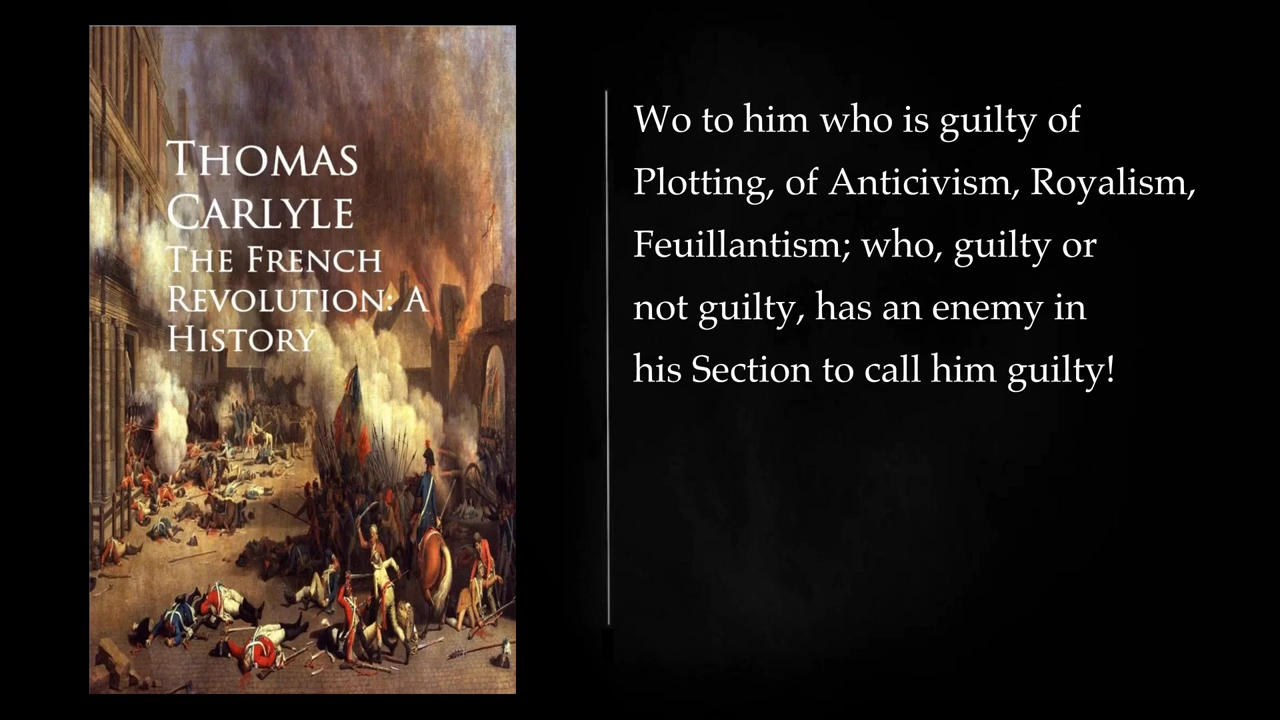 THOMAS
CARLYLE
THE FRENCH
REVOLUTION: A
HISTORY
Wo to him who is guilty of
Plotting, of Anticivism, Royalism,
Feuillantism; who, guilty or
not guilty, has an enemy in
his Section to call him guilty!